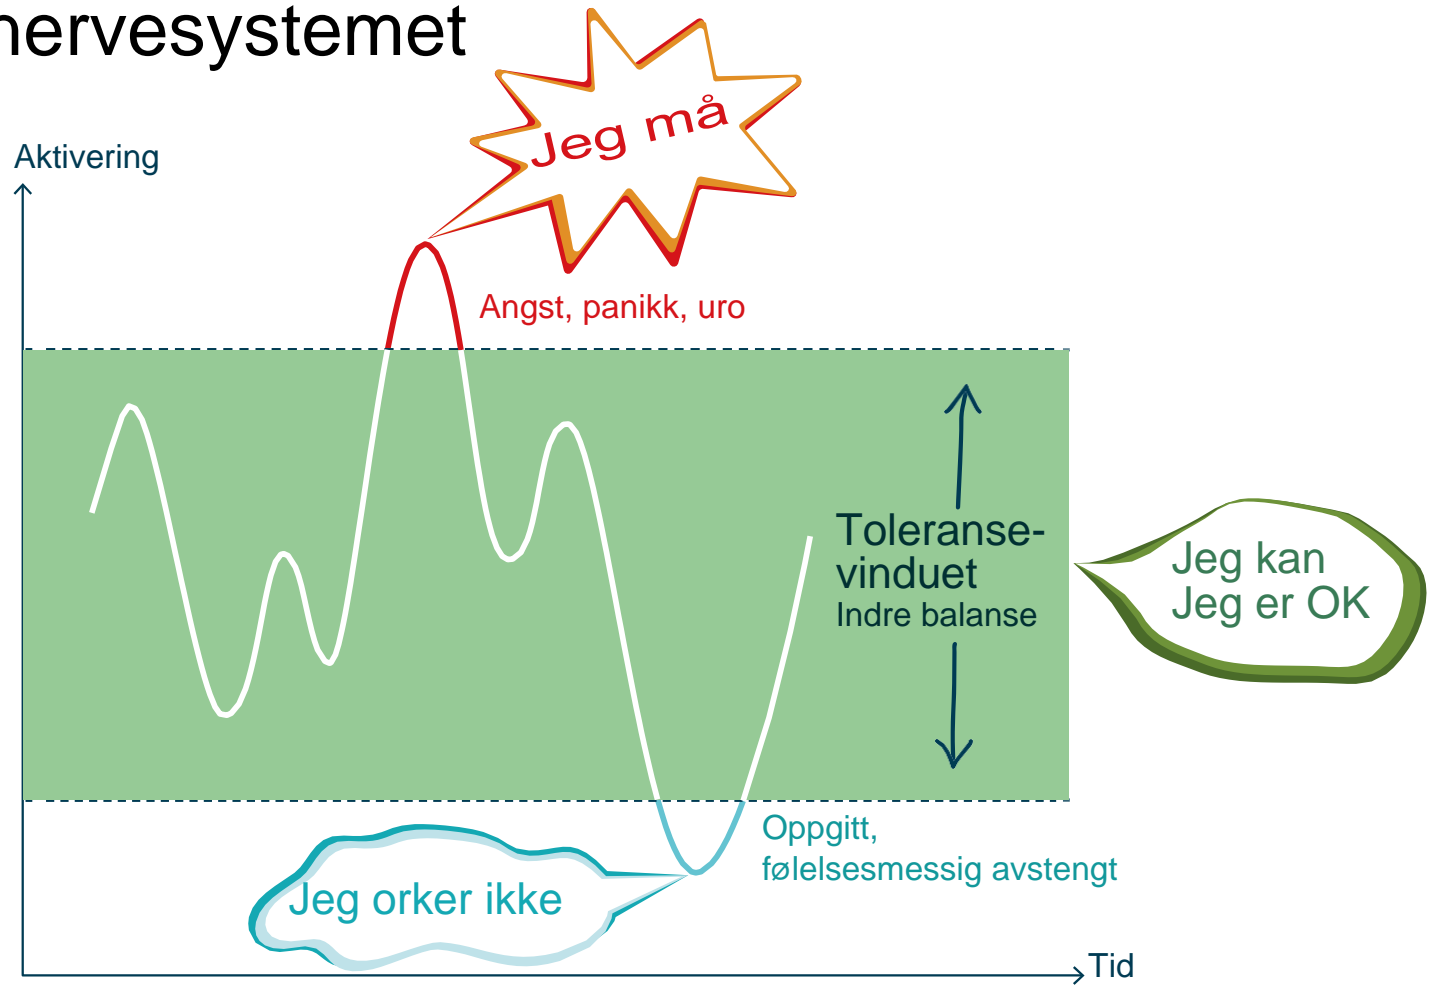 nervesystemet
Jeg må
Aktivering
Angst, panikk, uro
Toleranse-
vinduet
Indre balanse
Jeg kan
Jeg er OK
Oppgitt,
følelsesmessig avstengt
Jeg orker ikke
Tid